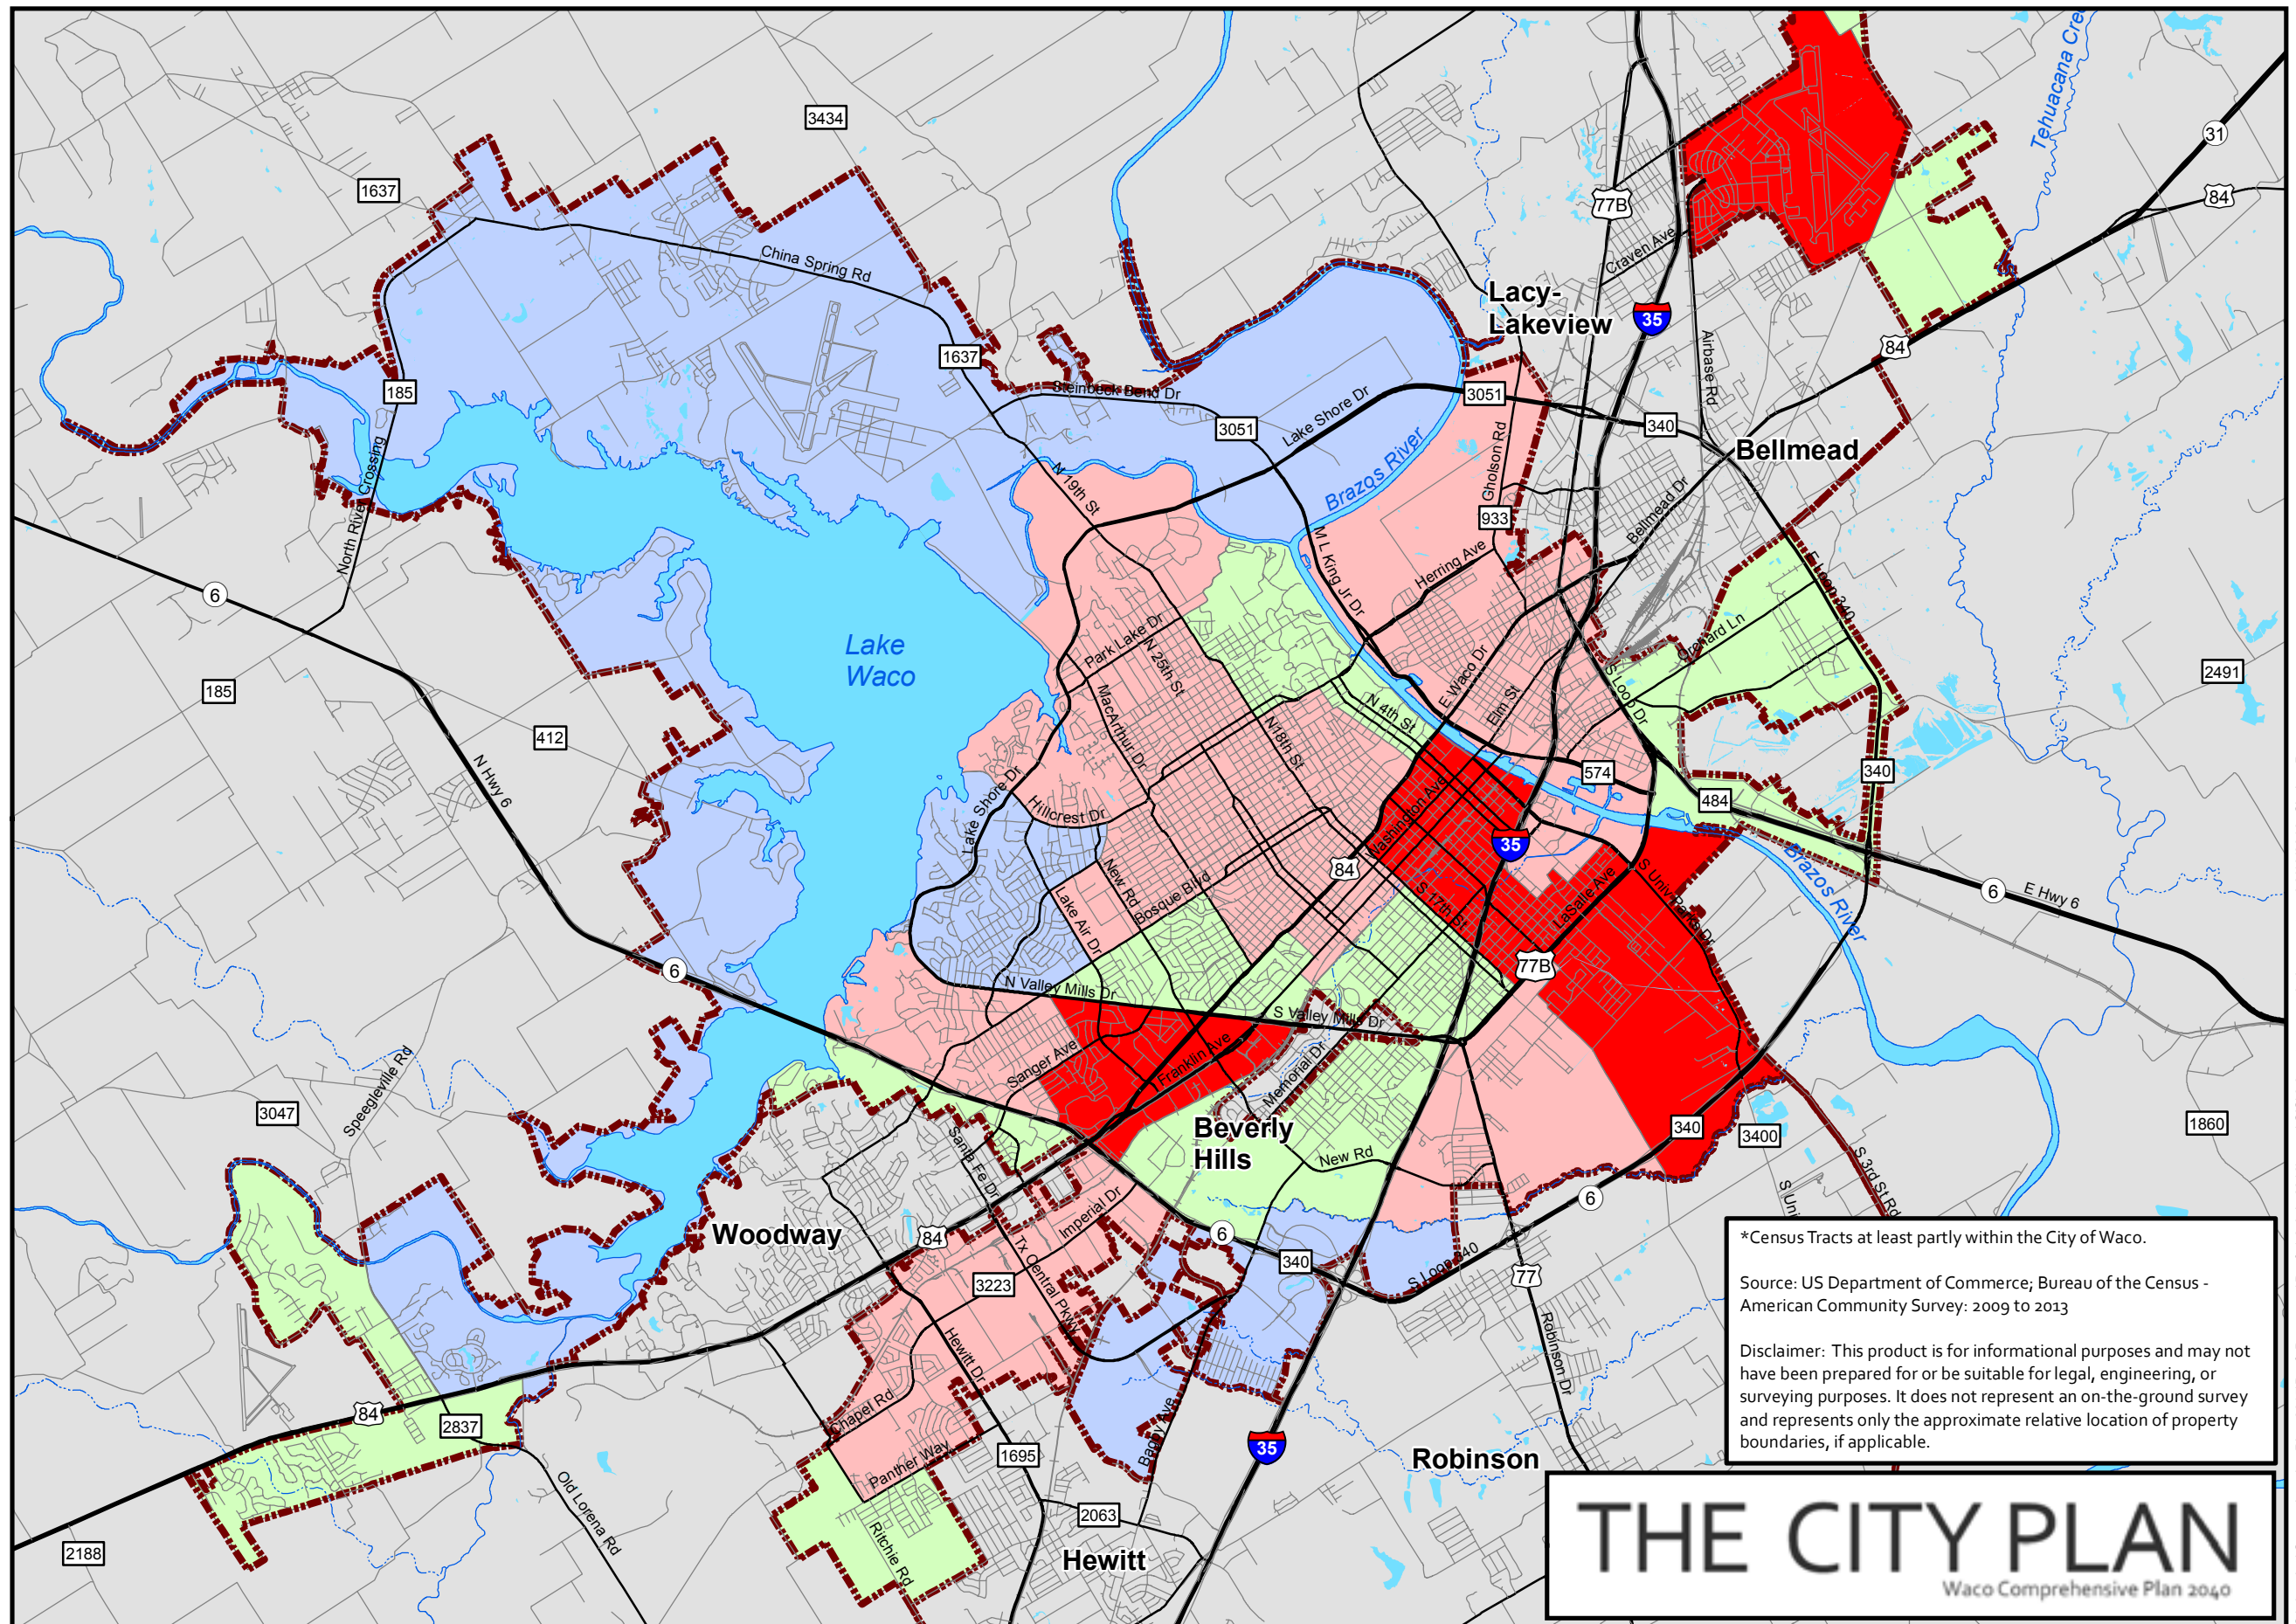 3434
1637
Tehuacana Cree
31
84
77B
Craven Ave
China Spring Rd
Lacy-
Lakeview
35
Airbase Rd
84
1637
185
Steinbeck Bend Dr
3051
3051
Lake Shore Dr
340
Bellmead
Brazos River
Gholson Rd
N 19th St
North River Crossing
933
Bellmead Dr
M L King Jr Dr
Herring Ave
E Loop 340
6
Lake
Waco
Park Lake Dr
N 25th St
Orchard Ln
S Loop Dr
185
2491
412
MacArthur Dr
N 18th St
N 4th St
E Waco Dr
Elm St
N Hwy 6
574
340
484
Lake Shore Dr
Hillcrest Dr
Washington Ave
35
84
New Rd
Bosque Blvd
Lake Air Dr
S 17th St
LaSalle Ave
S University Parks Dr
Brazos River
6
E Hwy 6
6
77B
N Valley Mills Dr
S Valley Mills Dr
Sanger Ave
Franklin Ave
Memorial Dr
Speegleville Rd
3047
Beverly
Hills
340
3400
1860
Santa Fe Dr
New Rd
S 3rd St Rd
S Uni
6
Woodway
84
Imperial Dr
6
340
S Loop 340
77
3223
Tx Central Pkwy
Hewitt Dr
Robinson Dr
84
2837
Chapel Rd
Panther Way
1695
Bagby Ave
35
Robinson
Old Lorena Rd
Ritchie Rd
2063
2188
Hewitt
*Census Tracts at least partly within the City of Waco.
Source: US Department of Commerce; Bureau of the Census -
American Community Survey: 2009 to 2013
Disclaimer: This product is for informational purposes and may not
have been prepared for or be suitable for legal, engineering, or
surveying purposes. It does not represent an on-the-ground survey
and represents only the approximate relative location of property
boundaries, if applicable.
THE CITY PLAN
Waco Comprehensive Plan 2040